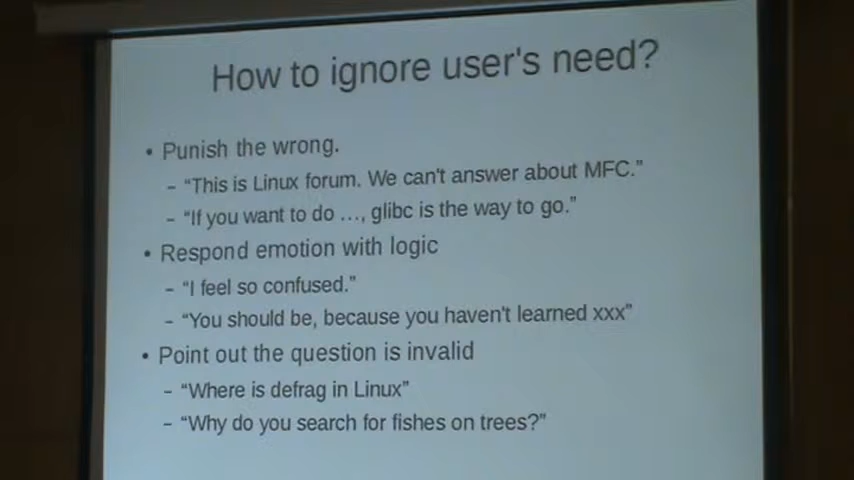 How to ignore user's need?
• Punish the wrong.
– “This is Linux forum. We can't answer about MFC.”
– “If you want to do …, glibc is the way to go.”
• Respond emotion with logic
– “I feel so confused.”
– “You should be, because you haven't learned xxx”
• Point out the question is invalid
– “Where is defrag in Linux”
– “Why do you search for fishes on trees?”